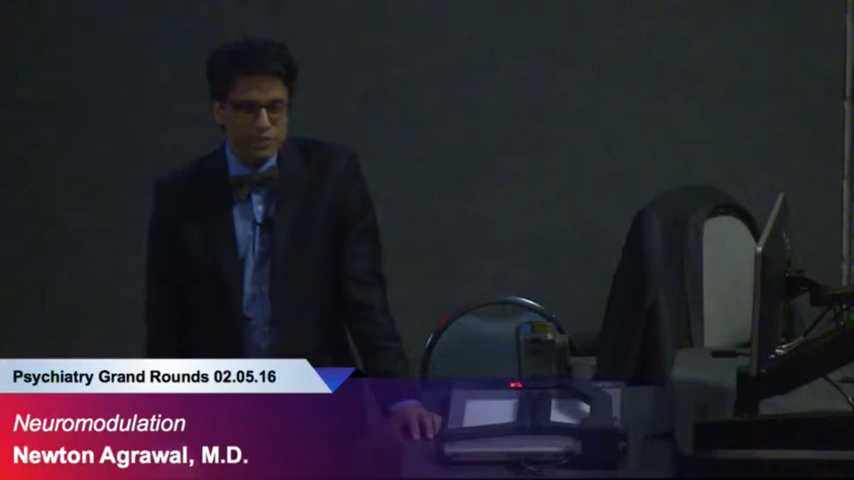 Psychiatry Grand Rounds 02.05.16
Neuromodulation
Newton Agrawal, M.D.